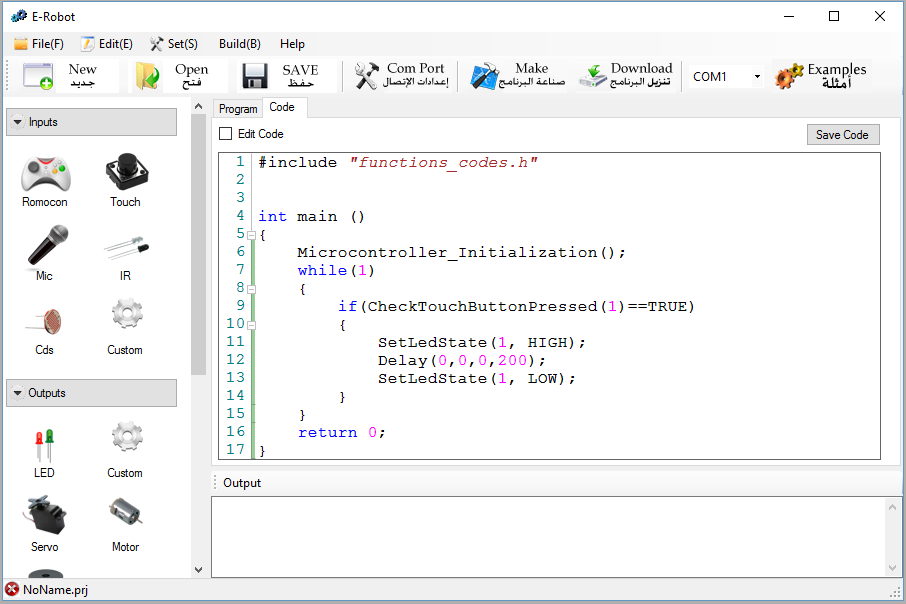 E-Robot
File(F) Edit(E) Set(S) Build(B) Help
New
جديد
Open
فتح
SAVE
حفظ
Com Port
إعدادات الإتصال
Make
صناعة البرنامج
Download
تنزيل البرنامج
COM1
Examples
أمثلة
Inputs
Romocon Touch
Mic IR
Cds Custom
Outputs
LED Custom
Servo Motor
Program Code
Edit Code
Save Code
1 #include "functions_codes.h"
2
3
4 int main ()
5 {
6 Microcontroller_Initialization();
7 while(1)
8 {
9 if(CheckTouchButtonPressed(1)==TRUE)
10 {
11 SetLedState(1, HIGH);
12 Delay(0,0,0,200);
13 SetLedState(1, LOW);
14 }
15 }
16 return 0;
17 }
Output
NoName.prj